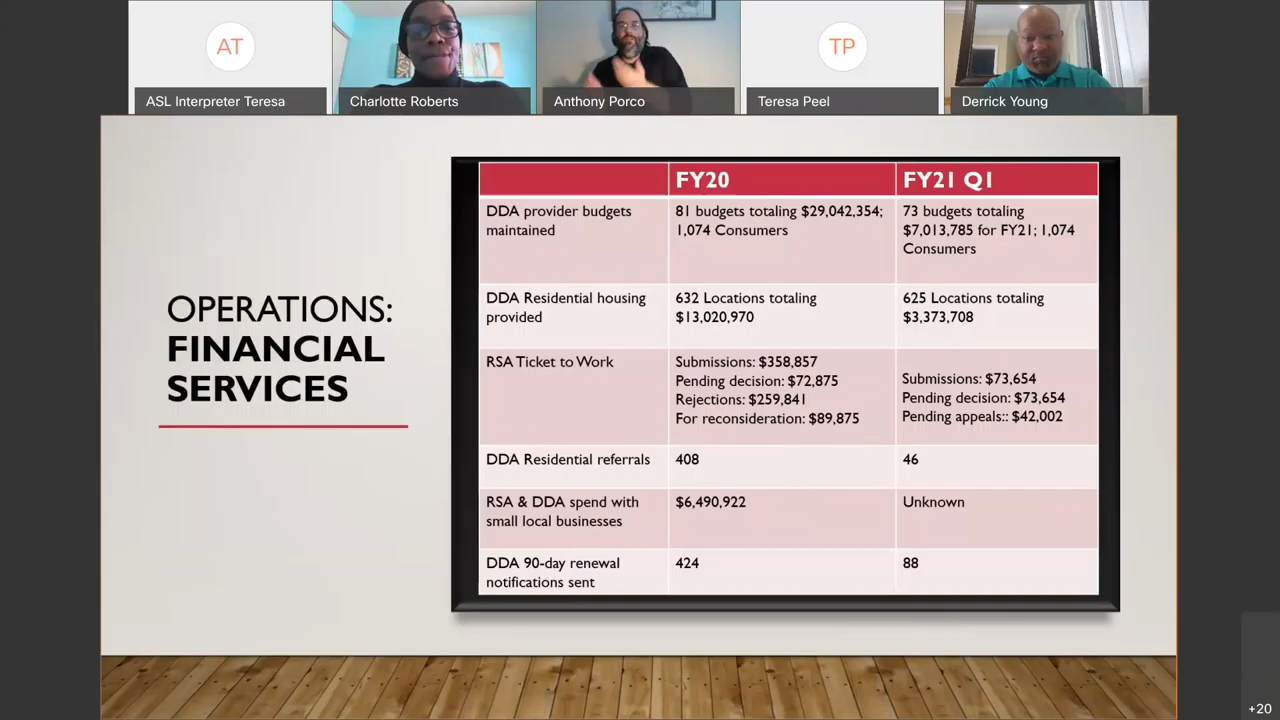 AT
TP
ASL Interpreter Teresa
Charlotte Roberts
Anthony Porco
Teresa Peel
Derrick Young
OPERATIONS:
FINANCIAL
SERVICES
FY20
FY21 Q1
DDA provider budgets
maintained
81 budgets totaling $29,042,354;
1,074 Consumers
73 budgets totaling
$7,013,785 for FY21; 1,074
Consumers
DDA Residential housing
provided
632 Locations totaling
$13,020,970
625 Locations totaling
$3,373,708
RSA Ticket to Work
Submissions: $358,857
Pending decision: $72,875
Rejections: $259,841
For reconsideration: $89,875
Submissions: $73,654
Pending decision: $73,654
Pending appeals:: $42,002
DDA Residential referrals
408
46
RSA & DDA spend with
small local businesses
$6,490,922
Unknown
DDA 90-day renewal
notifications sent
424
88
+20